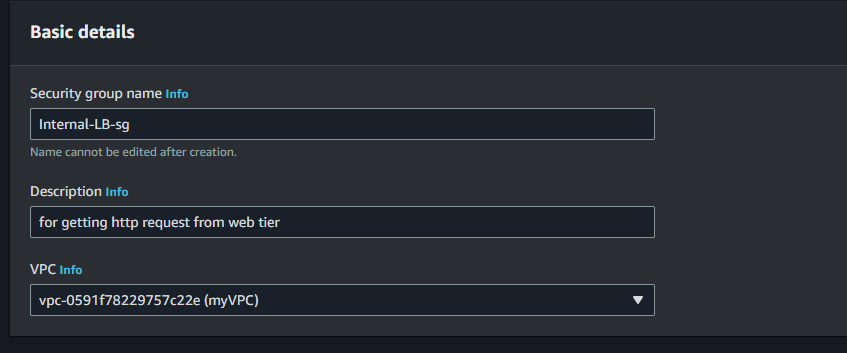 Basic details
Security group name Info
Internal-LB-sg
Name cannot be edited after creation.
Description Info
for getting http request from web tier
VPC Info
vpc-0591f78229757c22e (myVPC)